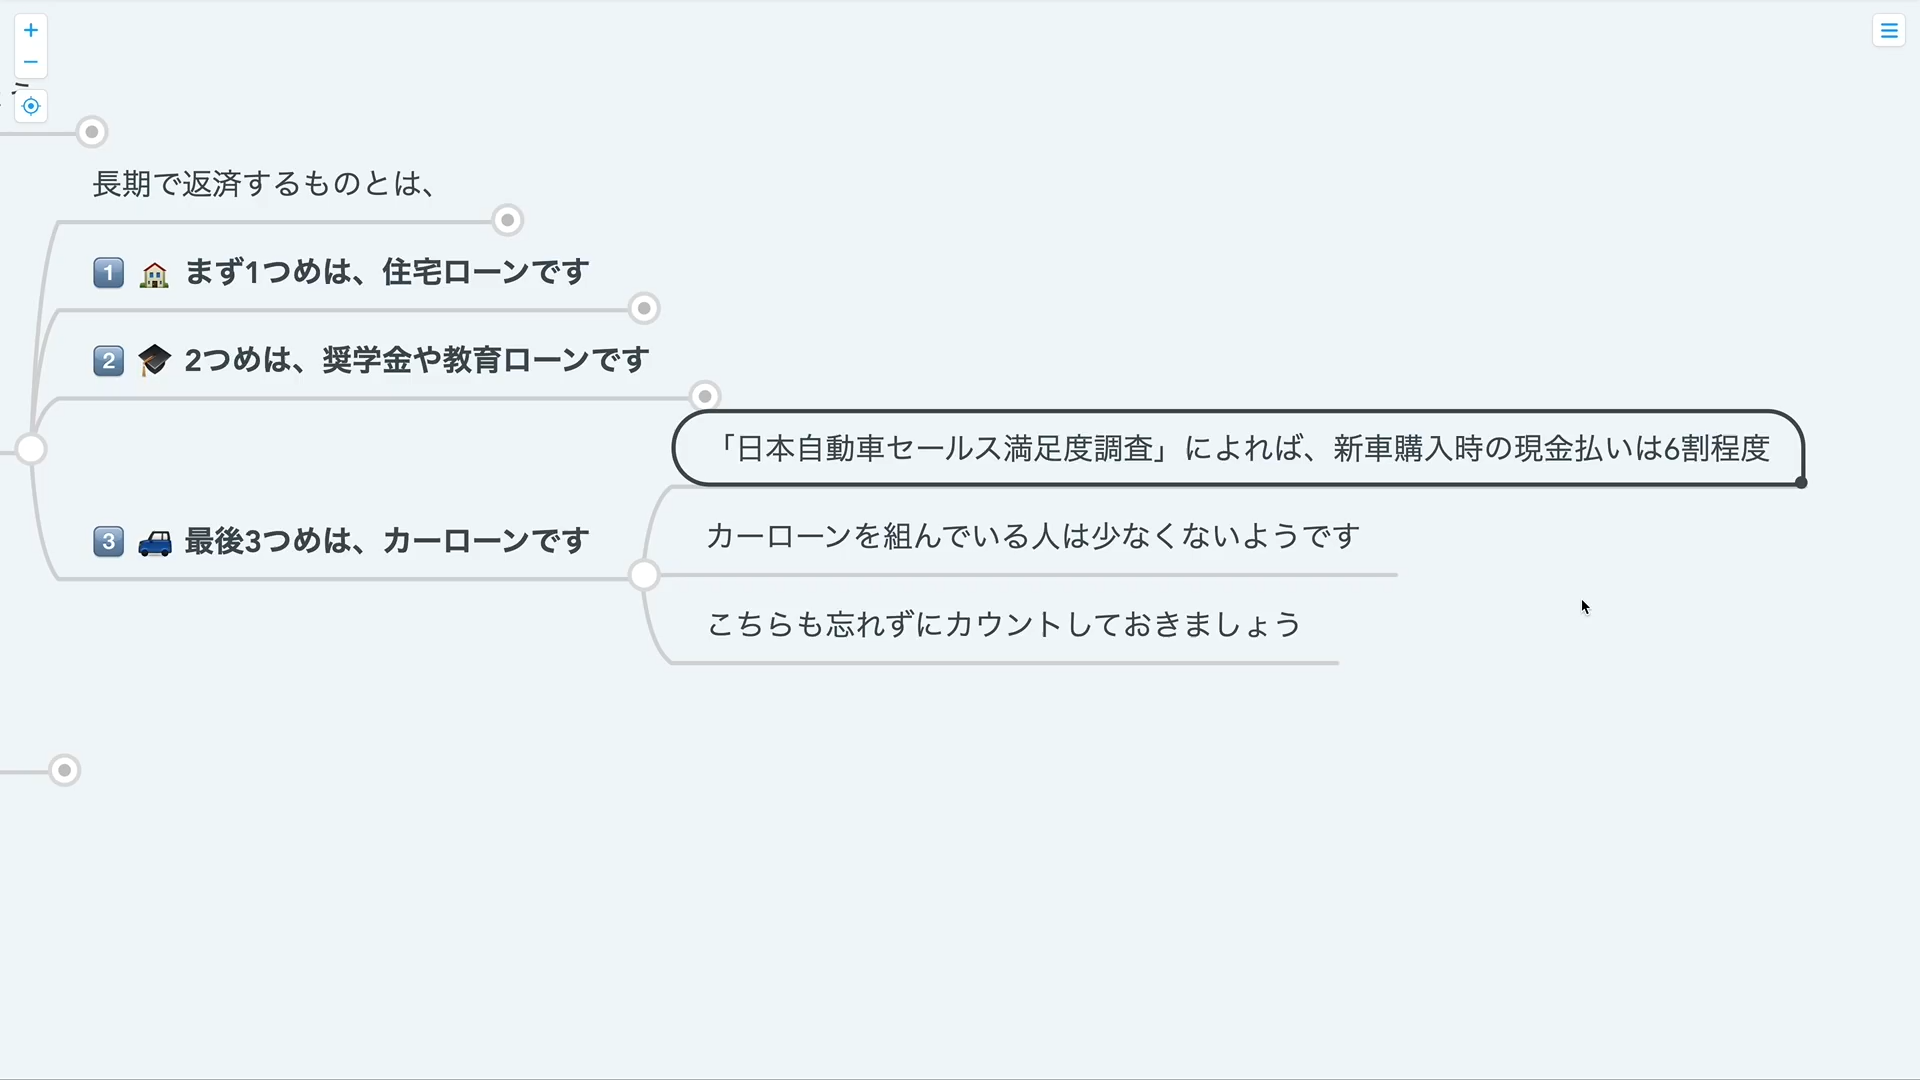 長期で返済するものとは、
1 まず1つめは、住宅ローンです
2 2つめは、奨学金や教育ローンです
「日本自動車セールス満足度調査」によれば、新車購入時の現金払いは6割程度
3 最後3つめは、カーローンです
カーローンを組んでいる人は少なくないようです
こちらも忘れずにカウントしておきましょう